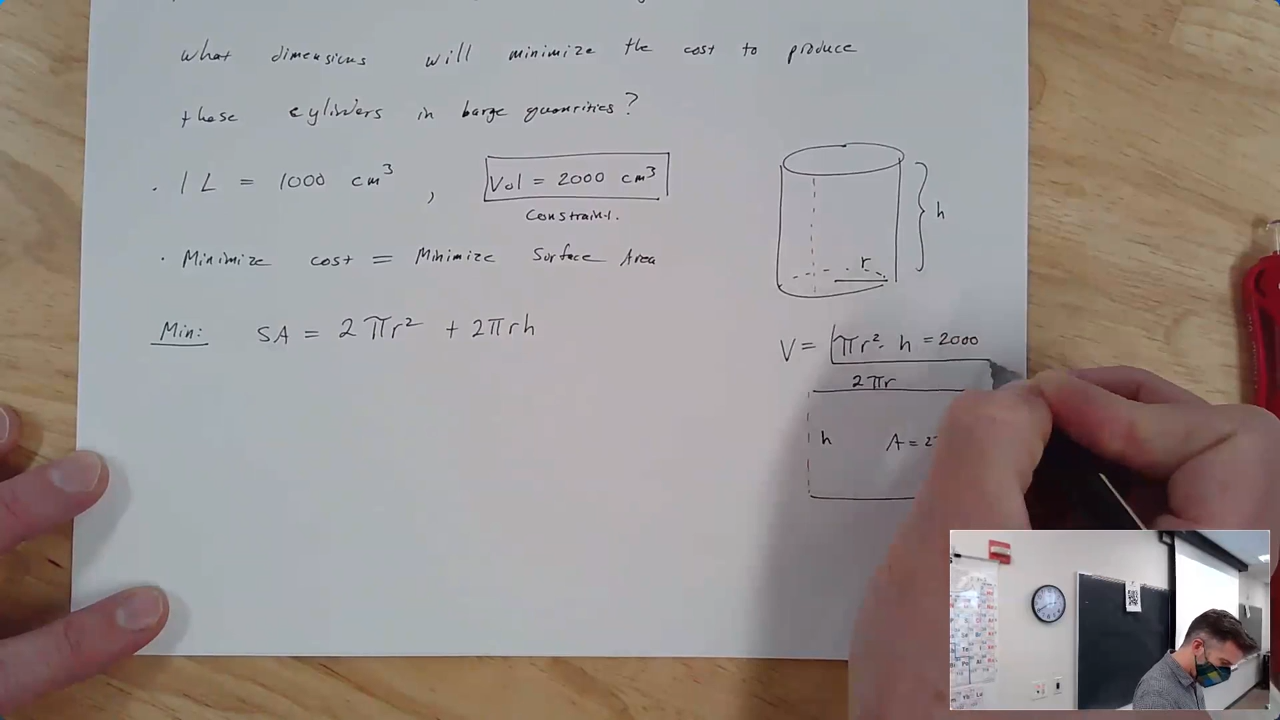 What dimensions will minimize the cost to produce
these cylinders in large quantities?
· 1 L = 1000 cm³ , Vol = 2000 cm³
Constraint.
· Minimize cost = Minimize Surface Area
Min: SA = 2πr² + 2πrh
h
r
V = πr² · h = 2000
2πr
h A = 2